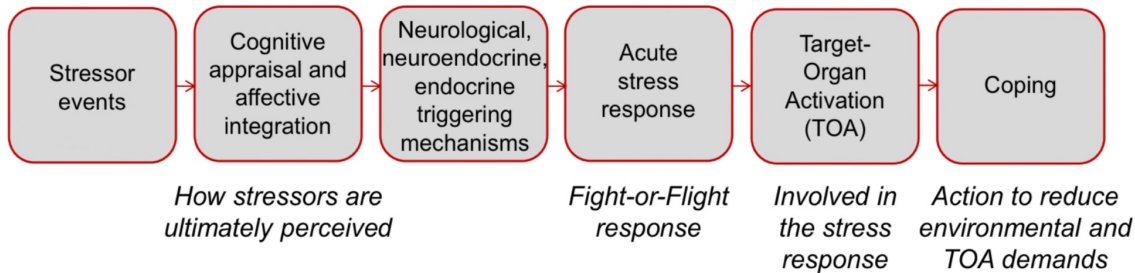 Stressor
events
Cognitive
appraisal and
affective
integration
Neurological,
neuroendocrine,
endocrine
triggering
mechanisms
Acute
stress
response
Target-
Organ
Activation
(TOA)
Coping
How stressors are
ultimately perceived
Fight-or-Flight
response
Involved in
the stress
response
Action to reduce
environmental and
TOA demands